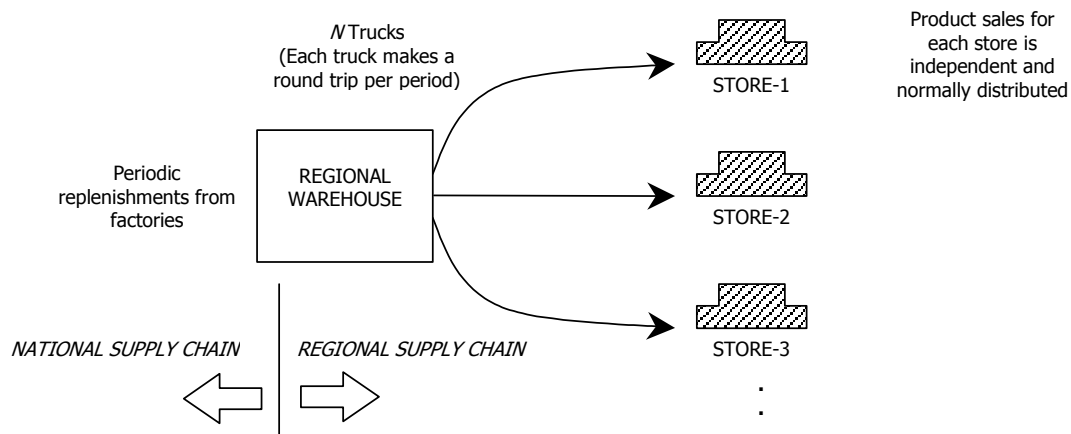 N Trucks
(Each truck makes a
round trip per period)
STORE-1
Product sales for
each store is
independent and
normally distributed
Periodic
replenishments from
factories
REGIONAL
WAREHOUSE
STORE-2
STORE-3
NATIONAL SUPPLY CHAIN
REGIONAL SUPPLY CHAIN